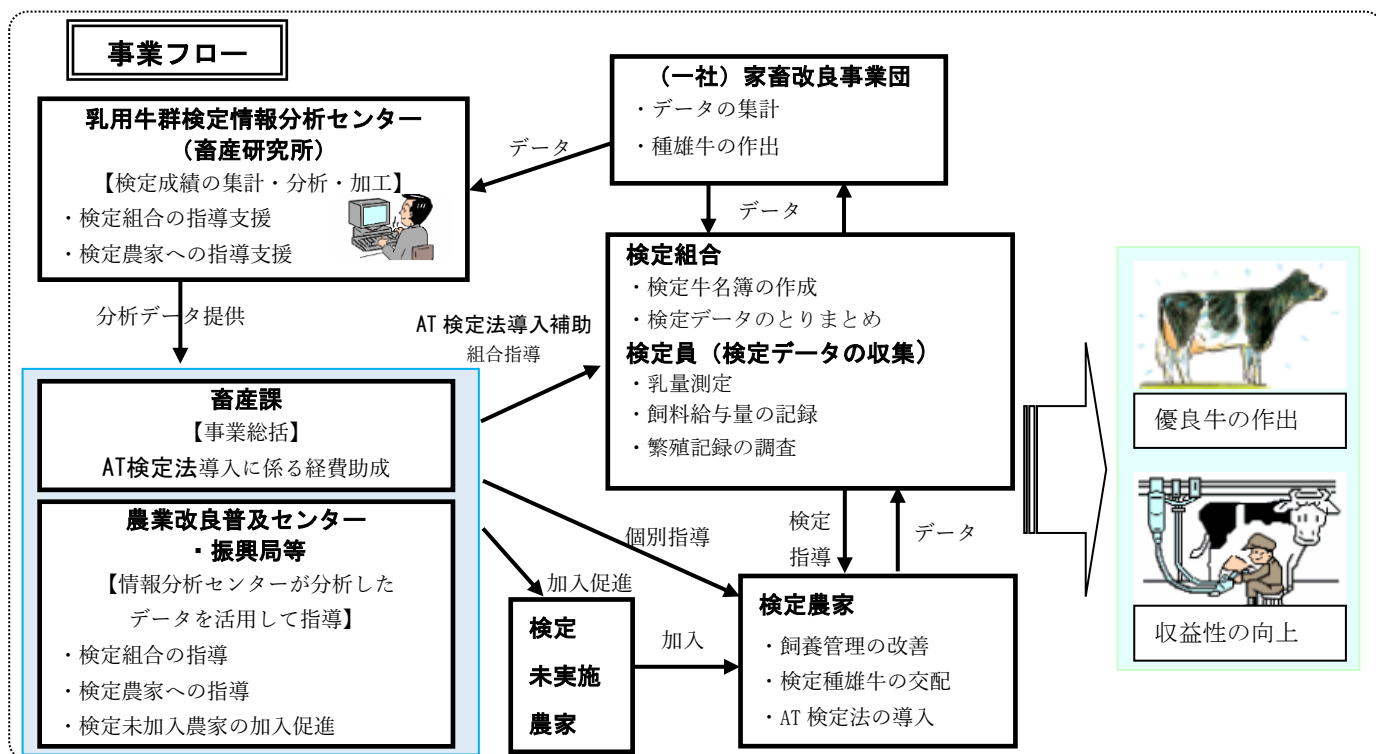 事業フロー
(一社)家畜改良事業団
・データの集計
・種雄牛の作出
乳用牛群検定情報分析センター
(畜産研究所)
【検定成績の集計・分析・加工】
・検定組合の指導支援
・検定農家への指導支援
データ
データ
検定組合
・検定牛名簿の作成
・検定データのとりまとめ
検定員(検定データの収集)
・乳量測定
・飼料給与量の記録
・繁殖記録の調査
分析データ提供
AT 検定法導入補助
組合指導
畜産課
【事業総括】
AT検定法導入に係る経費助成
農業改良普及センター
・振興局等
【情報分析センターが分析した
データを活用して指導】
・検定組合の指導
・検定農家への指導
・検定未加入農家の加入促進
個別指導
加入促進
検定
指導
データ
検定
未実施
農家
加入
検定農家
・飼養管理の改善
・検定種雄牛の交配
・AT 検定法の導入
優良牛の作出
収益性の向上